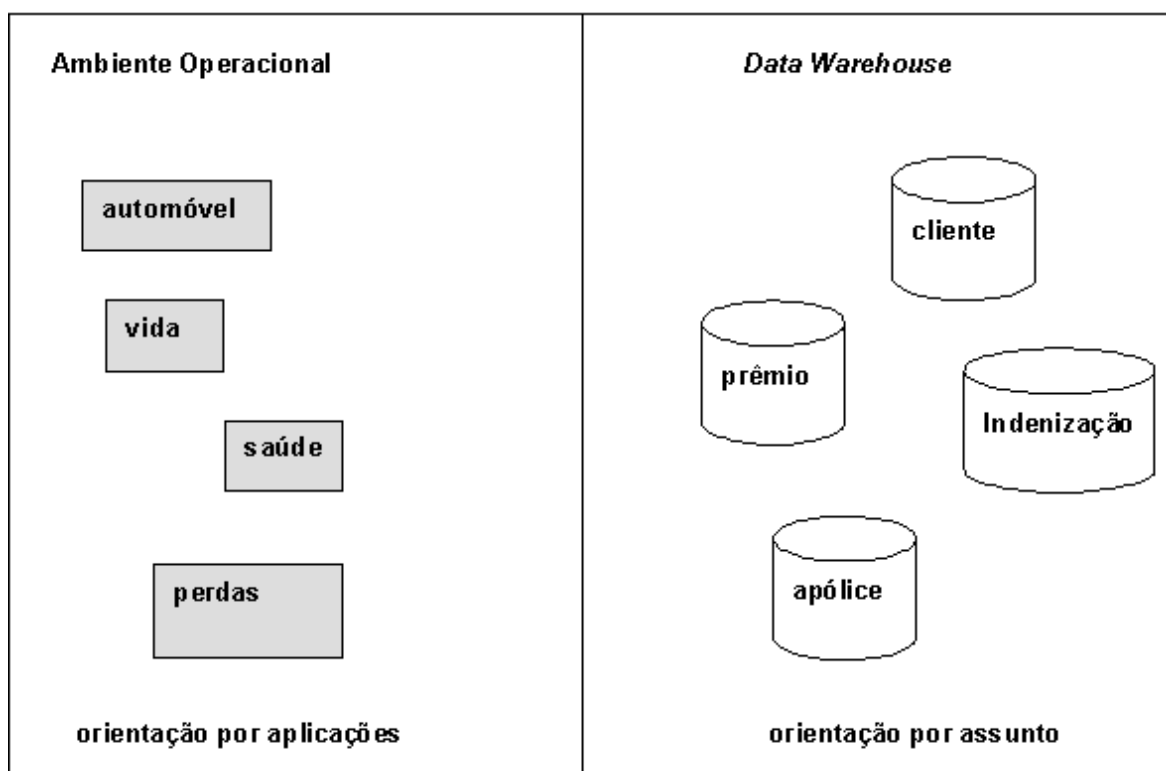 Ambiente Operacional
automóvel
vida
saúde
perdas
orientação por aplicações
Data Warehouse
cliente
prêmio
Indenização
apólice
orientação por assunto